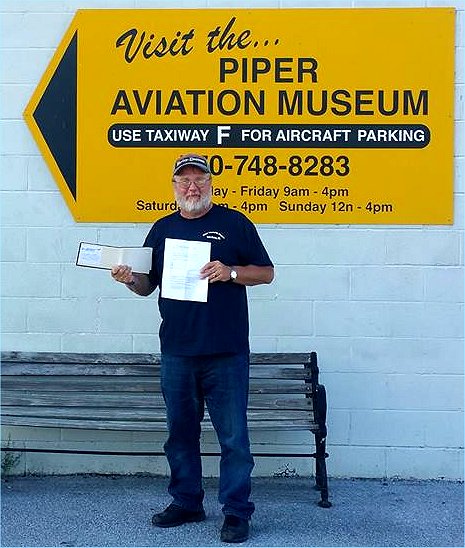 Visit the...
PIPER
AVIATION MUSEUM
USE TAXIWAY F FOR AIRCRAFT PARKING
0-748-8283
day - Friday 9am - 4pm
Saturd m - 4pm Sunday 12n - 4pm